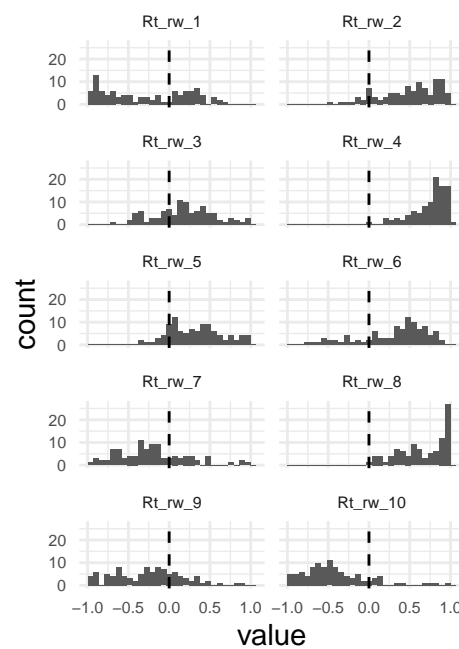 Rt_rw_1 Rt_rw_2
20
10
0
Rt_rw_3 Rt_rw_4
20
10
0
Rt_rw_5 Rt_rw_6
20
10
0
Rt_rw_7 Rt_rw_8
20
10
0
Rt_rw_9 Rt_rw_10
20
10
0
−1.0 −0.5 0.0 0.5 1.0 −1.0 −0.5 0.0 0.5 1.0
count
value